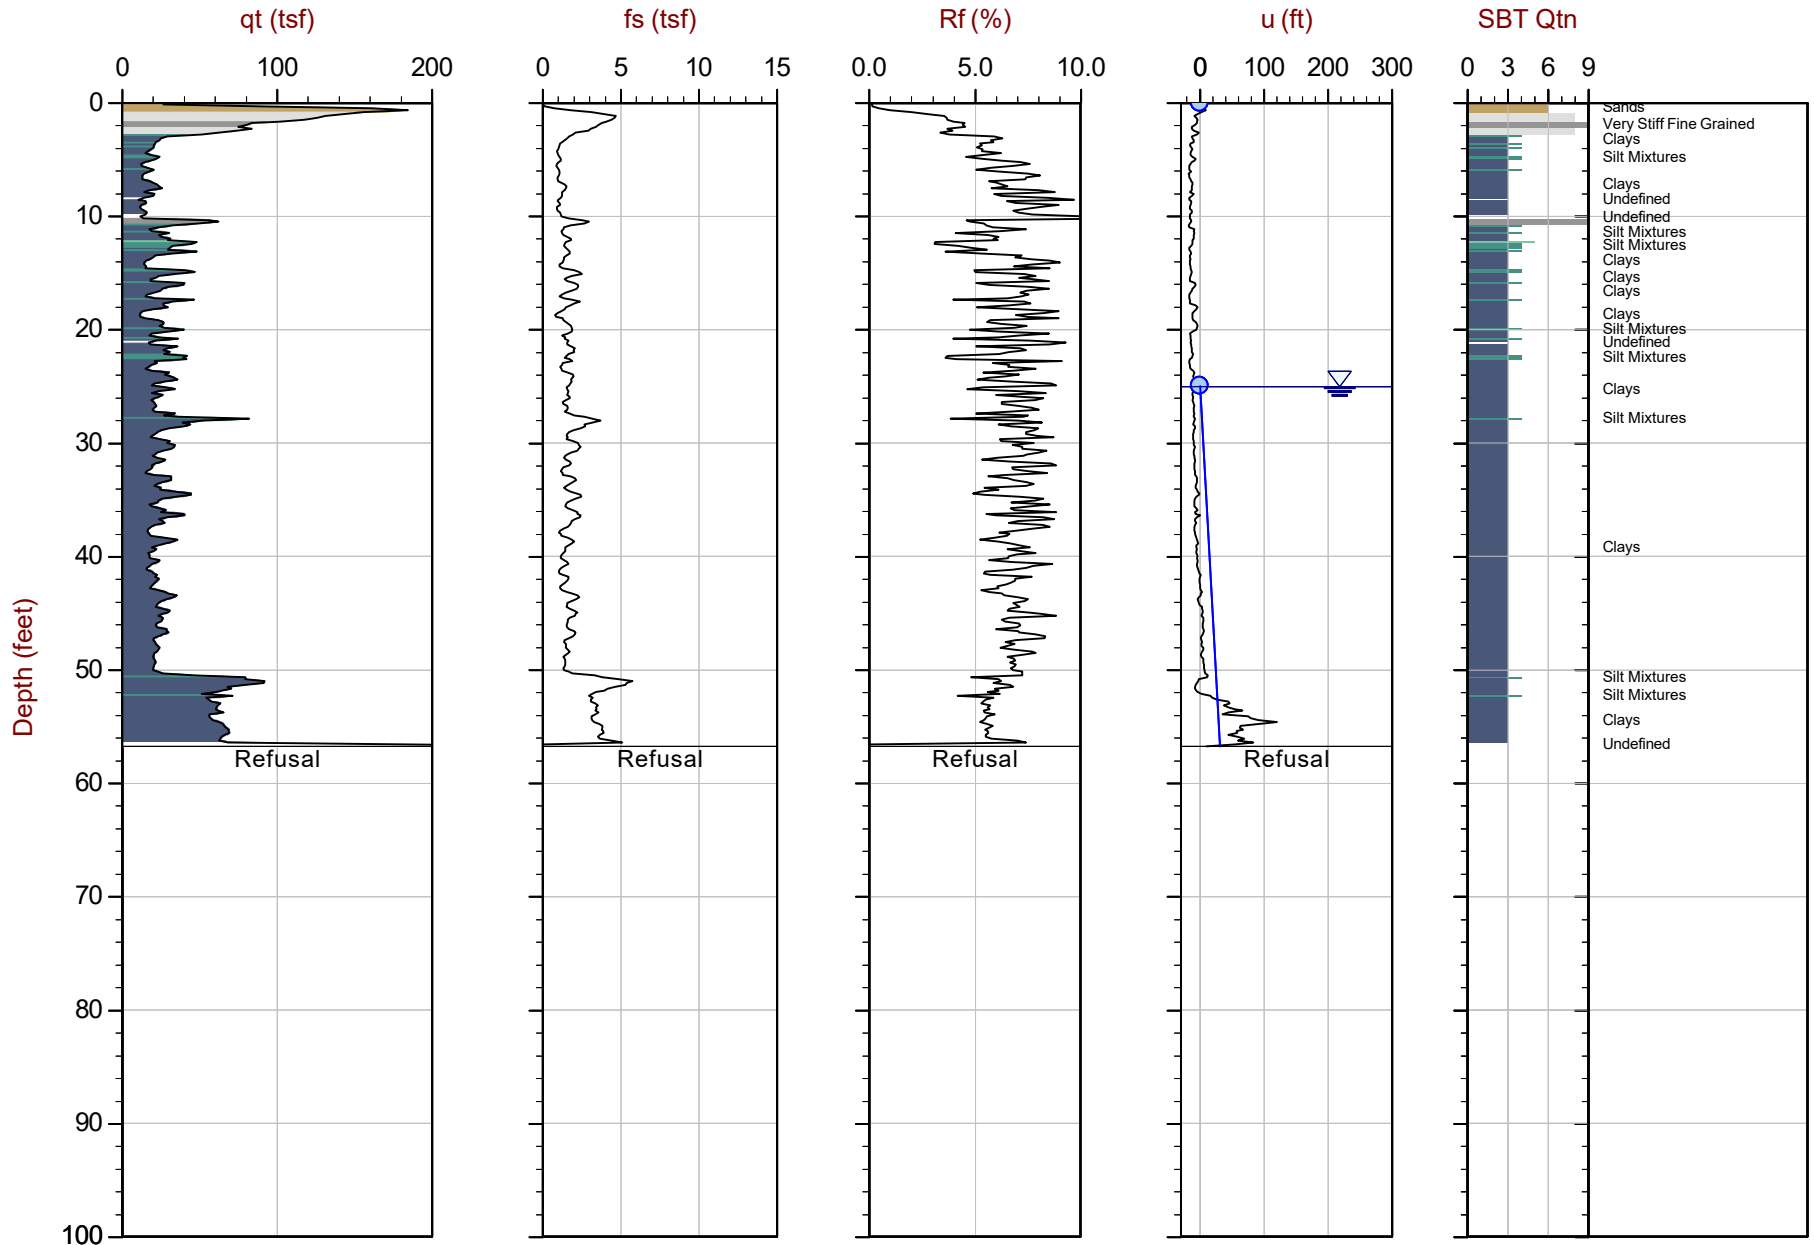 qt (tsf) fs (tsf) Rf (%) u (ft) SBT Qtn
0 100 200 0 5 10 15 0.0 5.0 10.0 0 100 200 300 0 3 6 9
0
Sands
Very Stiff Fine Grained
Clays
Silt Mixtures
Clays
Undefined
10
Undefined
Silt Mixtures
Silt Mixtures
Clays
Clays
Clays
Clays
20
Silt Mixtures
Undefined
Silt Mixtures
Clays
Silt Mixtures
30
40
Clays
50
Silt Mixtures
Silt Mixtures
Clays
Undefined
Refusal Refusal Refusal Refusal
60
70
80
90
100
Depth (feet)